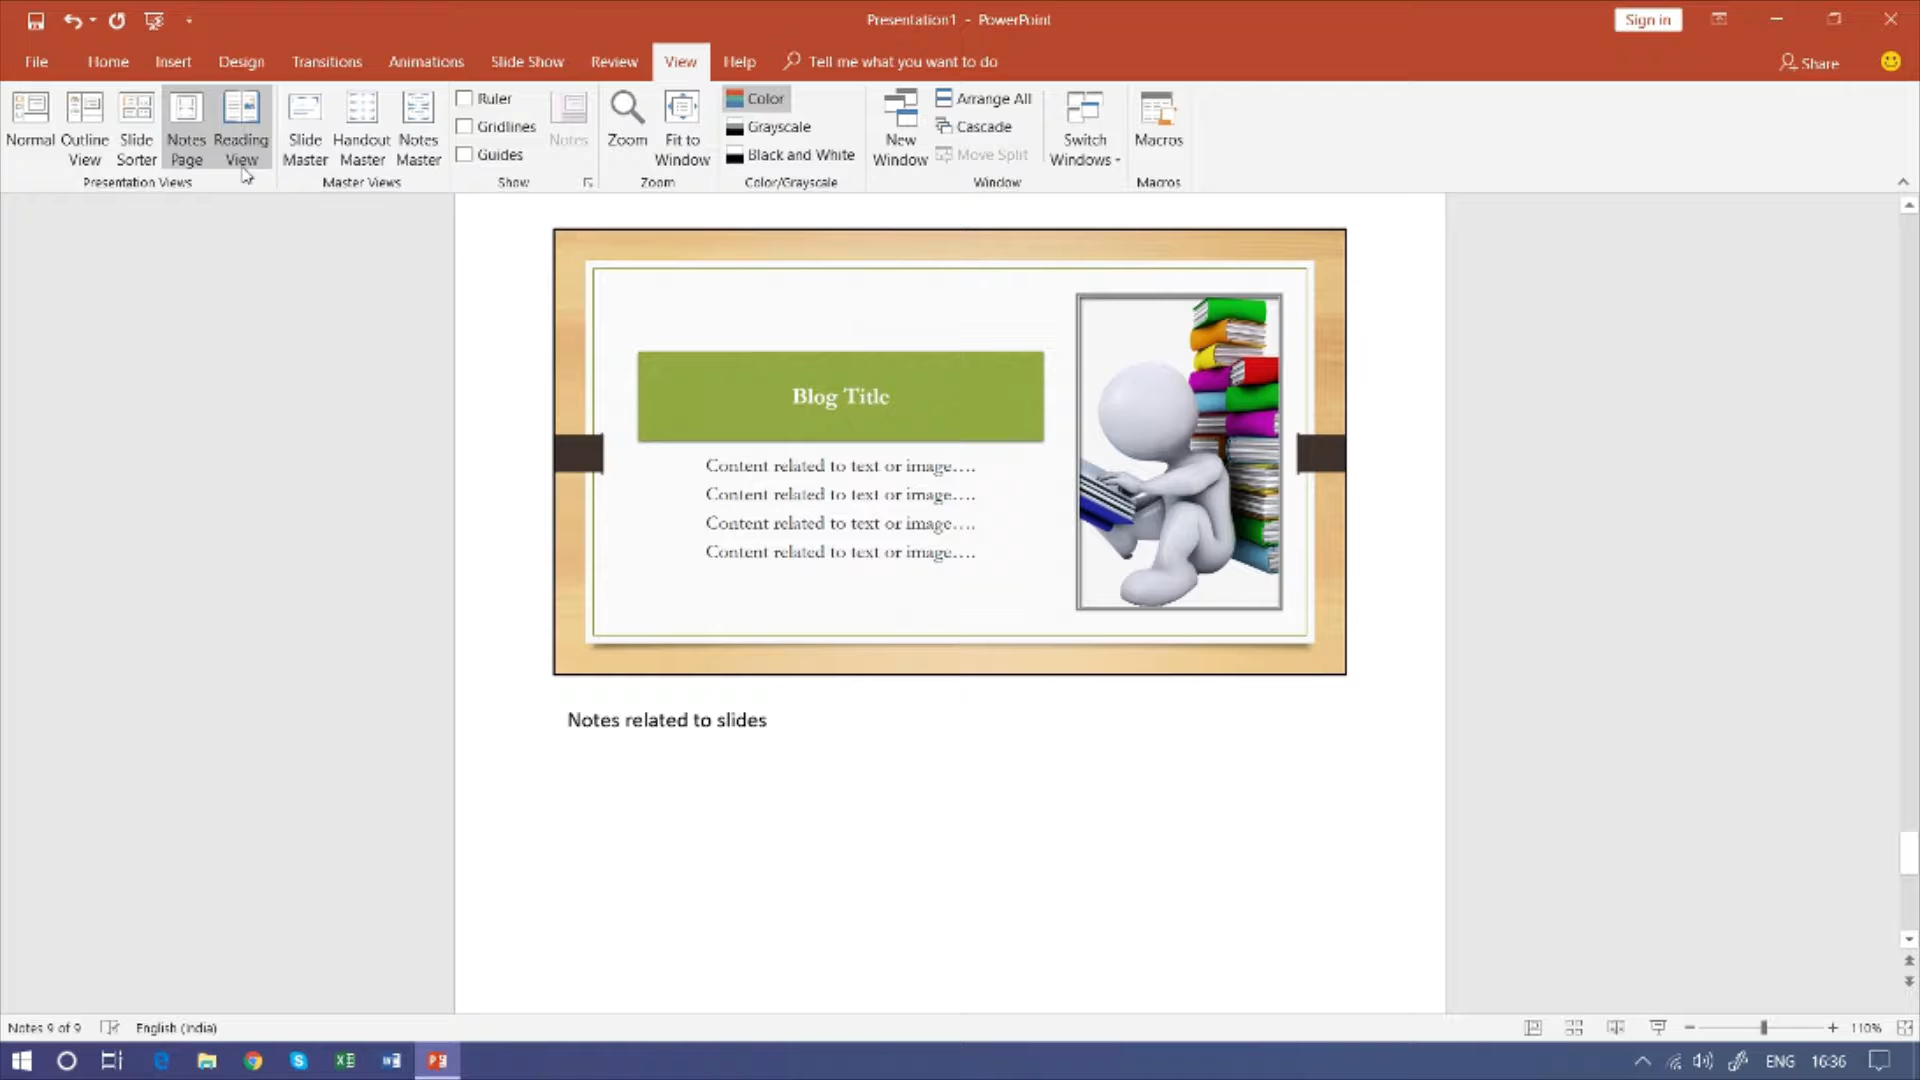 Presentation1 - PowerPoint
Sign in
File Home Insert Design Transitions Animations Slide Show Review View Help Tell me what you want to do
Share
Normal
Outline View
Slide Sorter
Notes Page
Reading View
Presentation Views
Slide Master
Handout Master
Notes Master
Master Views
Ruler
Gridlines
Guides
Notes
Show
Zoom
Fit to Window
Zoom
Color
Grayscale
Black and White
Color/Grayscale
New Window
Arrange All
Cascade
Move Split
Switch Windows
Window
Macros
Macros
Blog Title
Content related to text or image....
Content related to text or image....
Content related to text or image....
Content related to text or image....
Notes related to slides
Notes 9 of 9 English (India)
110%
ENG 16:36